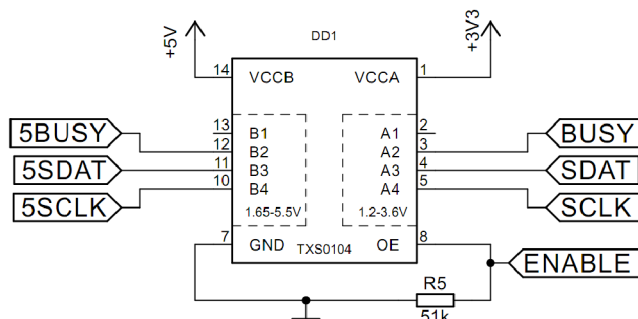 +5V
DD1
+3V3
14 VCCB VCCA 1
13 B1 A1 2
5BUSY 12 B2 A2 3 BUSY
5SDAT 11 B3 A3 4 SDAT
10 B4 A4 5
5SCLK 1.65-5.5V 1.2-3.6V SCLK
7 GND OE 8
TXS0104
ENABLE
R5
51k